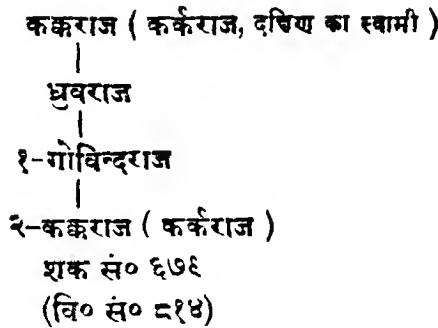 कक्कराज ( कर्कराज, दक्षिण का स्वामी )
ध्रुवराज
१-गोविन्दराज
२-कक्कराज ( कर्कराज )
शक सं० ६७९
(वि० सं० ८१४)